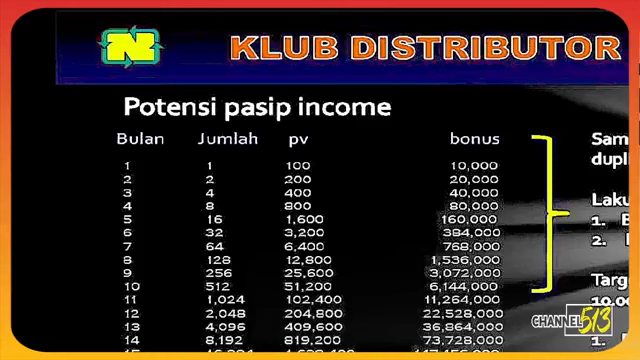 KLUB DISTRIBUTOR
Potensi pasip income
Bulan Jumlah pv bonus
1 1 100 10,000
2 2 200 20,000
3 4 400 40,000
4 8 800 80,000
5 16 1,600 160,000
6 32 3,200 384,000
7 64 6,400 768,000
8 128 12,800 1,536,000
9 256 25,600 3,072,000
10 512 51,200 6,144,000
11 1,024 102,400 11,264,000
12 2,048 204,800 22,528,000
13 4,096 409,600 36,864,000
14 8,192 819,200 73,728,000
Sam
dupl
Laku
1.
2.
Targ
10.00
1.
CHANNEL 513